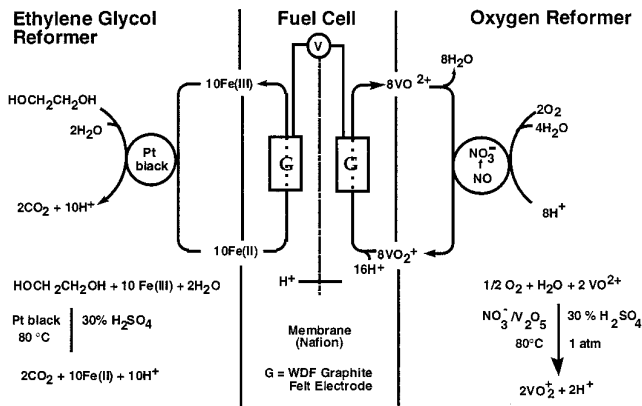 Ethylene Glycol
Reformer
Fuel Cell
Oxygen Reformer
V
HOCH2CH2OH
2H2O
Pt
black
2CO2 + 10H+
10Fe(III)
10Fe(II)
G
G
H+
8VO 2+
8H2O
8VO2+
16H+
NO3-
NO
2O2
4H2O
8H+
HOCH2CH2OH + 10 Fe(III) + 2H2O
Pt black
80 °C
30% H2SO4
2CO2 + 10Fe(II) + 10H+
Membrane
(Nafion)
G = WDF Graphite
Felt Electrode
1/2 O2 + H2O + 2 VO2+
NO3-/V2O5
80°C
30 % H2SO4
1 atm
2VO2+ + 2H+